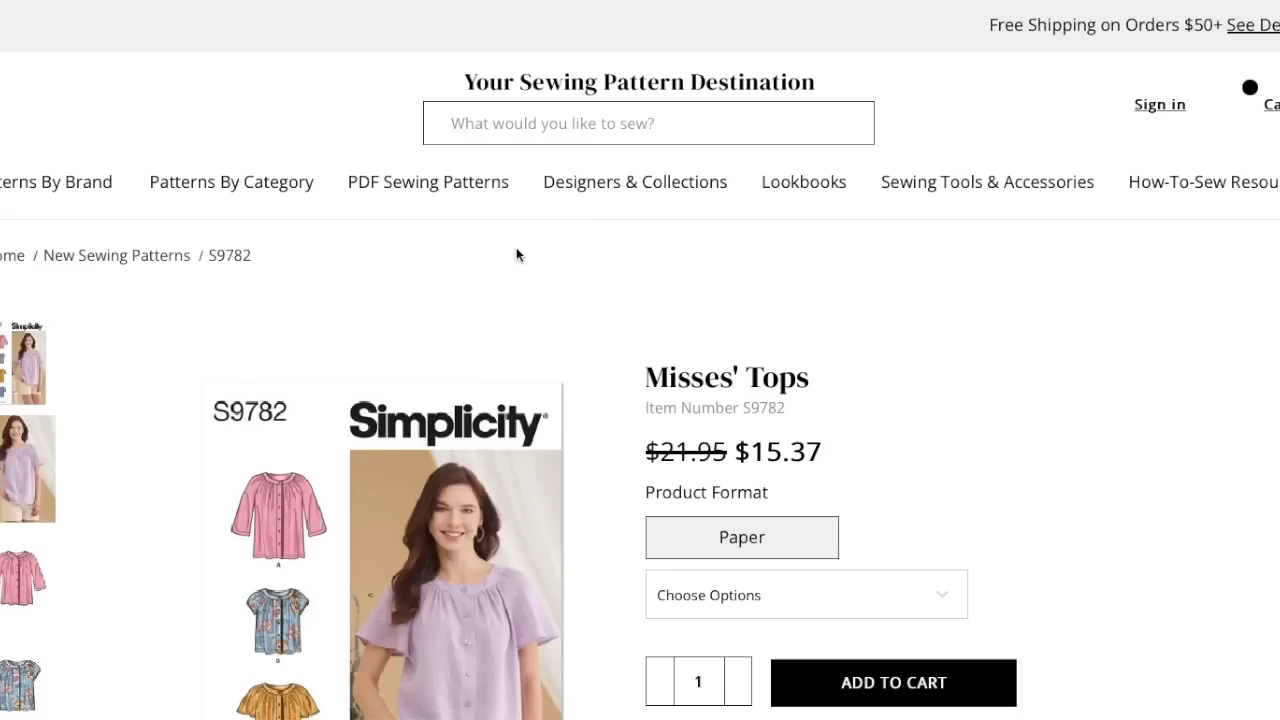 Free Shipping on Orders $50+ See De
Your Sewing Pattern Destination
What would you like to sew?
Sign in
Ca
terns By Brand
Patterns By Category
PDF Sewing Patterns
Designers & Collections
Lookbooks
Sewing Tools & Accessories
How-To-Sew Resou
ome / New Sewing Patterns / S9782
Simplicity
S9782
Simplicity
A
B
C
Misses' Tops
Item Number S9782
$21.95 $15.37
Product Format
Paper
Choose Options
1
ADD TO CART